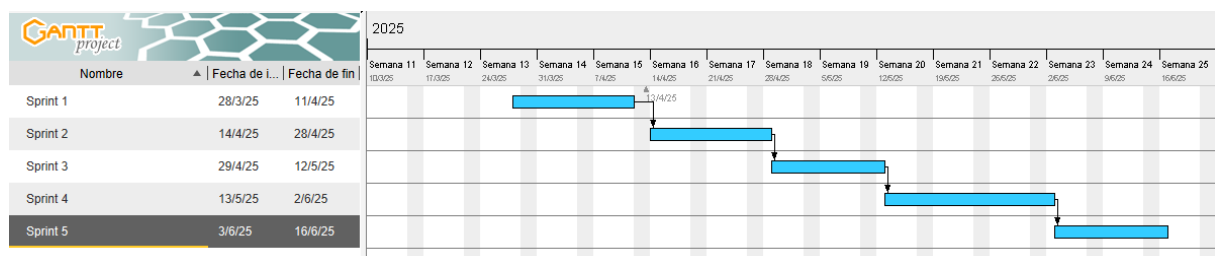 GANTT
project
2025
Semana 11 Semana 12 Semana 13 Semana 14 Semana 15 Semana 16 Semana 17 Semana 18 Semana 19 Semana 20 Semana 21 Semana 22 Semana 23 Semana 24 Semana 25
10/3/25 17/3/25 24/3/25 31/3/25 7/4/25 14/4/25 21/4/25 28/4/25 5/5/25 12/5/25 19/5/25 26/5/25 2/6/25 9/6/25 16/6/25
Nombre Fecha de i... Fecha de fin
13/4/25
Sprint 1 28/3/25 11/4/25
Sprint 2 14/4/25 28/4/25
Sprint 3 29/4/25 12/5/25
Sprint 4 13/5/25 2/6/25
Sprint 5 3/6/25 16/6/25